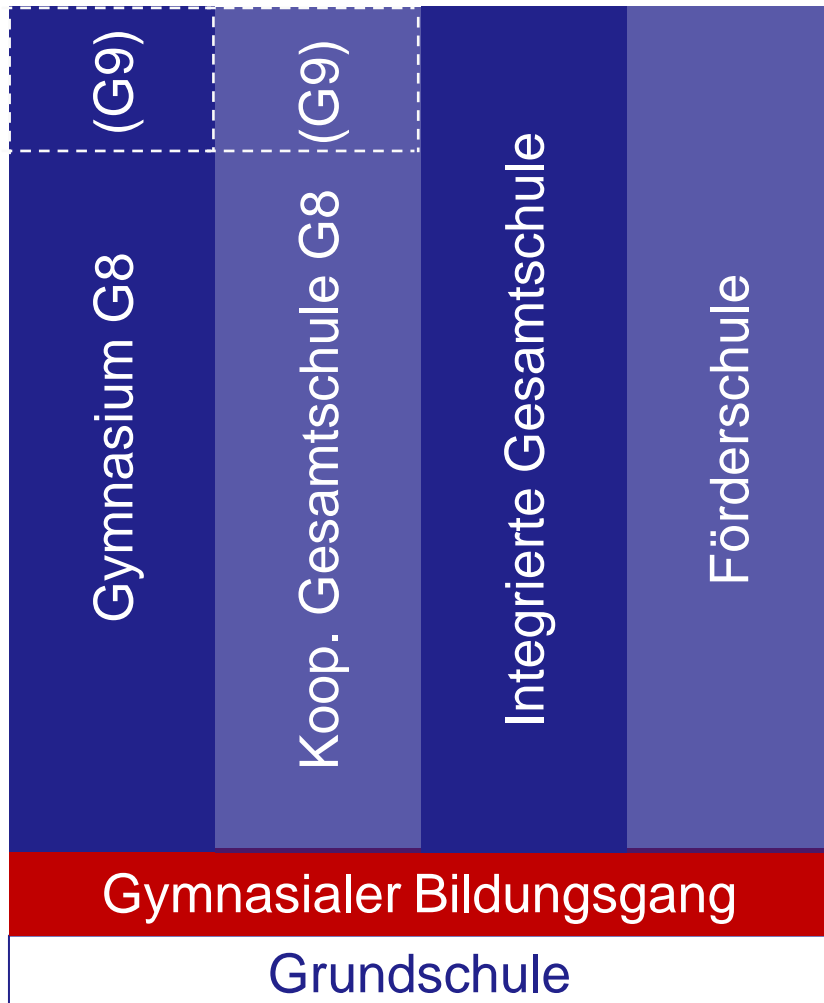 Gymnasium G8
(G9)
Koop. Gesamtschule G8
(G9)
Integrierte Gesamtschule
Förderschule
Gymnasialer Bildungsgang
Grundschule